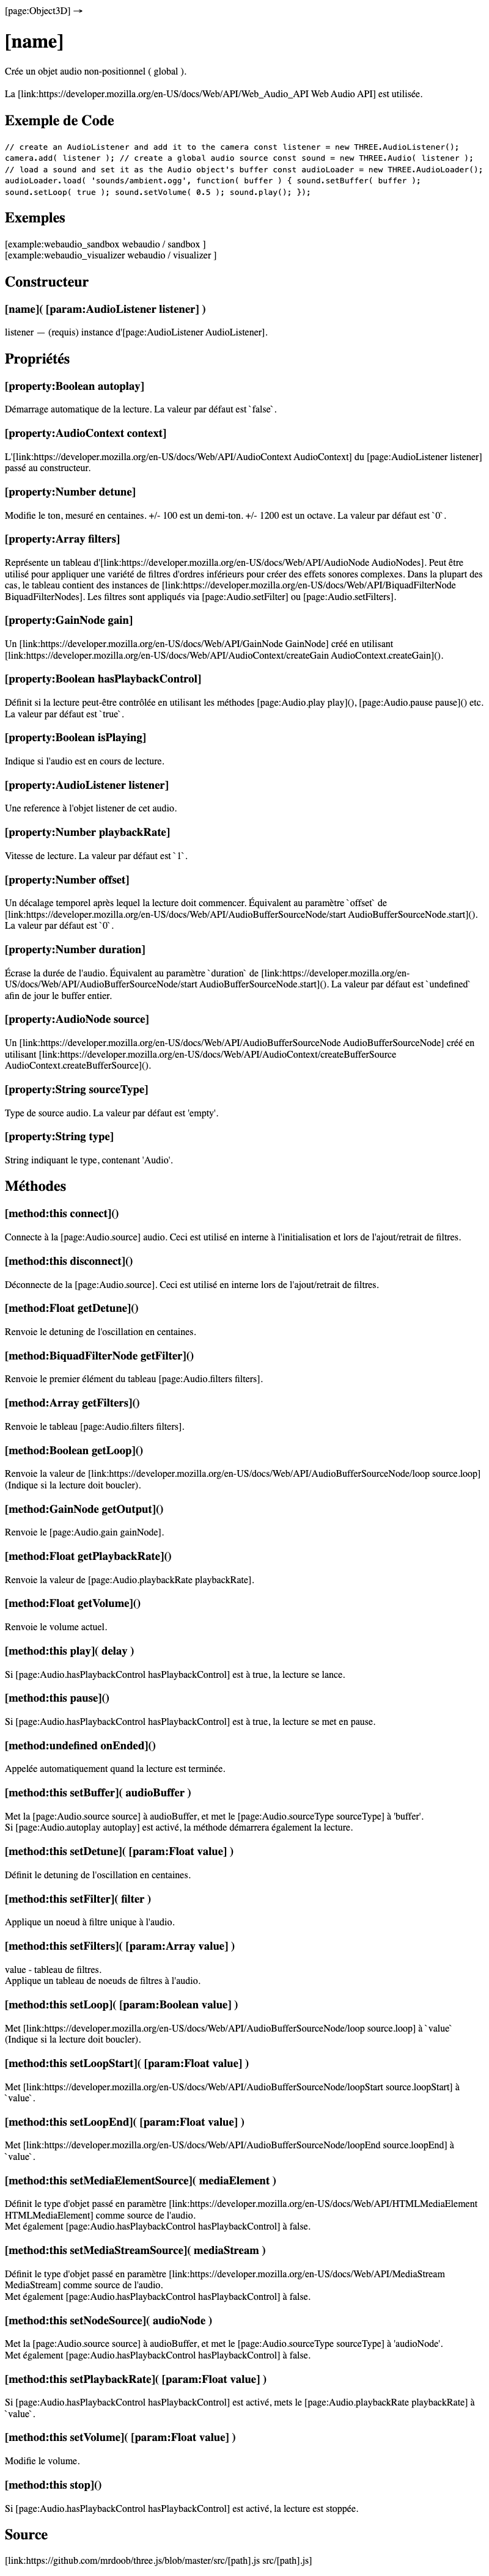 [page:Object3D] →
[name]
Crée un objet audio non-positionnel ( global ).
La [link:https://developer.mozilla.org/en-US/docs/Web/API/Web_Audio_API Web Audio API] est utilisée.
Exemple de Code
// create an AudioListener and add it to the camera const listener = new THREE.AudioListener();
camera.add( listener ); // create a global audio source const sound = new THREE.Audio( listener );
// load a sound and set it as the Audio object's buffer const audioLoader = new THREE.AudioLoader();
audioLoader.load( 'sounds/ambient.ogg', function( buffer ) { sound.setBuffer( buffer );
sound.setLoop( true ); sound.setVolume( 0.5 ); sound.play(); });
Exemples
[example:webaudio_sandbox webaudio / sandbox ]
[example:webaudio_visualizer webaudio / visualizer ]
Constructeur
[name]( [param:AudioListener listener] )
listener — (requis) instance d'[page:AudioListener AudioListener].
Propriétés
[property:Boolean autoplay]
Démarrage automatique de la lecture. La valeur par défaut est `false`.
[property:AudioContext context]
L'[link:https://developer.mozilla.org/en-US/docs/Web/API/AudioContext AudioContext] du [page:AudioListener listener]
passé au constructeur.
[property:Number detune]
Modifie le ton, mesuré en centaines. +/- 100 est un demi-ton. +/- 1200 est un octave. La valeur par défaut est `0`.
[property:Array filters]
Représente un tableau d'[link:https://developer.mozilla.org/en-US/docs/Web/API/AudioNode AudioNodes]. Peut être
utilisé pour appliquer une variété de filtres d'ordres inférieurs pour créer des effets sonores complexes. Dans la plupart des
cas, le tableau contient des instances de [link:https://developer.mozilla.org/en-US/docs/Web/API/BiquadFilterNode
BiquadFilterNodes]. Les filtres sont appliqués via [page:Audio.setFilter] ou [page:Audio.setFilters].
[property:GainNode gain]
Un [link:https://developer.mozilla.org/en-US/docs/Web/API/GainNode GainNode] créé en utilisant
[link:https://developer.mozilla.org/en-US/docs/Web/API/AudioContext/createGain AudioContext.createGain]().
[property:Boolean hasPlaybackControl]
Définit si la lecture peut-être contrôlée en utilisant les méthodes [page:Audio.play play](), [page:Audio.pause pause]() etc.
La valeur par défaut est `true`.
[property:Boolean isPlaying]
Indique si l'audio est en cours de lecture.
[property:AudioListener listener]
Une reference à l'objet listener de cet audio.
[property:Number playbackRate]
Vitesse de lecture. La valeur par défaut est `1`.
[property:Number offset]
Un décalage temporel après lequel la lecture doit commencer. Équivalent au paramètre `offset` de
[link:https://developer.mozilla.org/en-US/docs/Web/API/AudioBufferSourceNode/start AudioBufferSourceNode.start]().
La valeur par défaut est `0`.
[property:Number duration]
Écrase la durée de l'audio. Équivalent au paramètre `duration` de [link:https://developer.mozilla.org/en-
US/docs/Web/API/AudioBufferSourceNode/start AudioBufferSourceNode.start](). La valeur par défaut est `undefined`
afin de jour le buffer entier.
[property:AudioNode source]
Un [link:https://developer.mozilla.org/en-US/docs/Web/API/AudioBufferSourceNode AudioBufferSourceNode] créé en
utilisant [link:https://developer.mozilla.org/en-US/docs/Web/API/AudioContext/createBufferSource
AudioContext.createBufferSource]().
[property:String sourceType]
Type de source audio. La valeur par défaut est 'empty'.
[property:String type]
String indiquant le type, contenant 'Audio'.
Méthodes
[method:this connect]()
Connecte à la [page:Audio.source] audio. Ceci est utilisé en interne à l'initialisation et lors de l'ajout/retrait de filtres.
[method:this disconnect]()
Déconnecte de la [page:Audio.source]. Ceci est utilisé en interne lors de l'ajout/retrait de filtres.
[method:Float getDetune]()
Renvoie le detuning de l'oscillation en centaines.
[method:BiquadFilterNode getFilter]()
Renvoie le premier élément du tableau [page:Audio.filters filters].
[method:Array getFilters]()
Renvoie le tableau [page:Audio.filters filters].
[method:Boolean getLoop]()
Renvoie la valeur de [link:https://developer.mozilla.org/en-US/docs/Web/API/AudioBufferSourceNode/loop source.loop]
(Indique si la lecture doit boucler).
[method:GainNode getOutput]()
Renvoie le [page:Audio.gain gainNode].
[method:Float getPlaybackRate]()
Renvoie la valeur de [page:Audio.playbackRate playbackRate].
[method:Float getVolume]()
Renvoie le volume actuel.
[method:this play]( delay )
Si [page:Audio.hasPlaybackControl hasPlaybackControl] est à true, la lecture se lance.
[method:this pause]()
Si [page:Audio.hasPlaybackControl hasPlaybackControl] est à true, la lecture se met en pause.
[method:undefined onEnded]()
Appelée automatiquement quand la lecture est terminée.
[method:this setBuffer]( audioBuffer )
Met la [page:Audio.source source] à audioBuffer, et met le [page:Audio.sourceType sourceType] à 'buffer'.
Si [page:Audio.autoplay autoplay] est activé, la méthode démarrera également la lecture.
[method:this setDetune]( [param:Float value] )
Définit le detuning de l'oscillation en centaines.
[method:this setFilter]( filter )
Applique un noeud à filtre unique à l'audio.
[method:this setFilters]( [param:Array value] )
value - tableau de filtres.
Applique un tableau de noeuds de filtres à l'audio.
[method:this setLoop]( [param:Boolean value] )
Met [link:https://developer.mozilla.org/en-US/docs/Web/API/AudioBufferSourceNode/loop source.loop] à `value`
(Indique si la lecture doit boucler).
[method:this setLoopStart]( [param:Float value] )
Met [link:https://developer.mozilla.org/en-US/docs/Web/API/AudioBufferSourceNode/loopStart source.loopStart] à
`value`.
[method:this setLoopEnd]( [param:Float value] )
Met [link:https://developer.mozilla.org/en-US/docs/Web/API/AudioBufferSourceNode/loopEnd source.loopEnd] à
`value`.
[method:this setMediaElementSource]( mediaElement )
Définit le type d'objet passé en paramètre [link:https://developer.mozilla.org/en-US/docs/Web/API/HTMLMediaElement
HTMLMediaElement] comme source de l'audio.
Met également [page:Audio.hasPlaybackControl hasPlaybackControl] à false.
[method:this setMediaStreamSource]( mediaStream )
Définit le type d'objet passé en paramètre [link:https://developer.mozilla.org/en-US/docs/Web/API/MediaStream
MediaStream] comme source de l'audio.
Met également [page:Audio.hasPlaybackControl hasPlaybackControl] à false.
[method:this setNodeSource]( audioNode )
Met la [page:Audio.source source] à audioBuffer, et met le [page:Audio.sourceType sourceType] à 'audioNode'.
Met également [page:Audio.hasPlaybackControl hasPlaybackControl] à false.
[method:this setPlaybackRate]( [param:Float value] )
Si [page:Audio.hasPlaybackControl hasPlaybackControl] est activé, mets le [page:Audio.playbackRate playbackRate] à
`value`.
[method:this setVolume]( [param:Float value] )
Modifie le volume.
[method:this stop]()
Si [page:Audio.hasPlaybackControl hasPlaybackControl] est activé, la lecture est stoppée.
Source
[link:https://github.com/mrdoob/three.js/blob/master/src/[path].js src/[path].js]